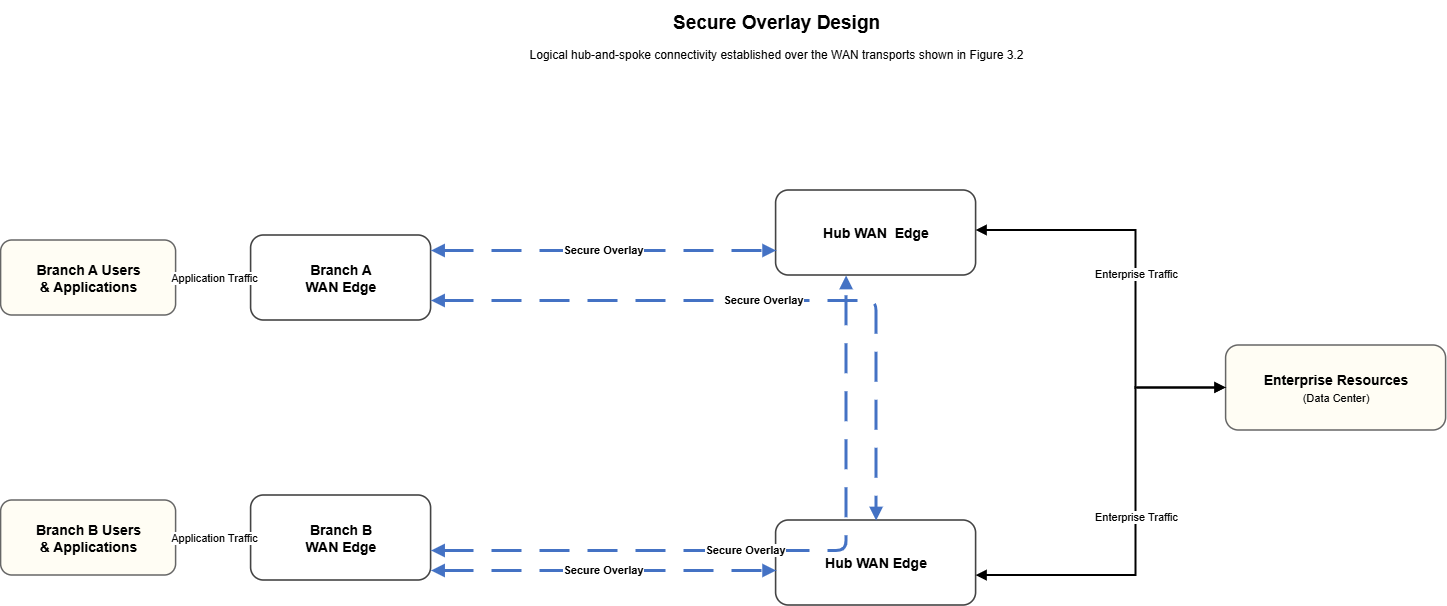 Secure Overlay Design
Logical hub-and-spoke connectivity established over the WAN transports shown in Figure 3.2
Hub WAN  Edge
Branch A Users
& Applications
Application Traffic
Branch A
WAN Edge
Secure Overlay
Secure Overlay
Enterprise Traffic
Enterprise Resources
(Data Center)
Enterprise Traffic
Branch B Users
& Applications
Application Traffic
Branch B
WAN Edge
Secure Overlay
Secure Overlay
Hub WAN Edge